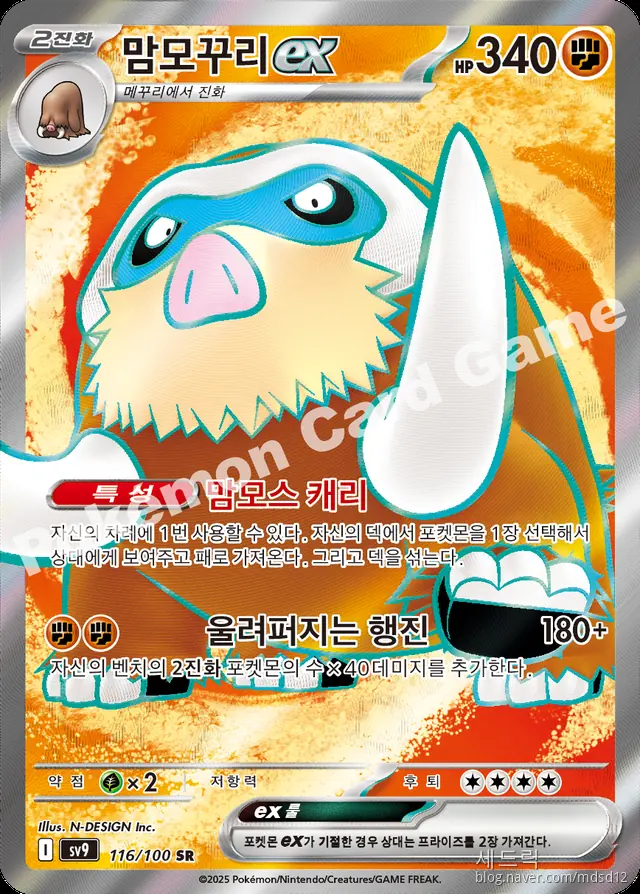 2진화
맘모꾸리 ex
HP 340
메꾸리에서 진화
Pokémon Card Game
특성 맘모스 캐리
자신의 차례에 1번 사용할 수 있다. 자신의 덱에서 포켓몬을 1장 선택해서
상대에게 보여주고 패로 가져온다. 그리고 덱을 섞는다.
울려퍼지는 행진 180+
자신의 벤치의 2진화 포켓몬의 수 × 40데미지를 추가한다.
약점 ×2 저항력 후퇴
ex 룰
포켓몬 ex가 기절한 경우 상대는 프라이즈를 2장 가져간다.
Illus. N-DESIGN Inc.
I sv9 116/100 SR
세드릭
blog.naver.com/mdsd12
©2025 Pokémon/Nintendo/Creatures/GAME FREAK.